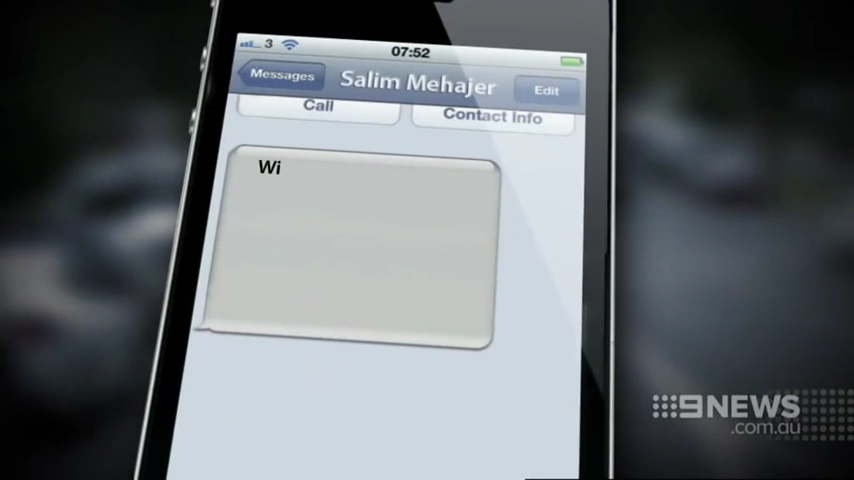 3
07:52
Messages
Salim Mehajer
Edit
Call
Contact Info
Wi
9NEWS
.com.au